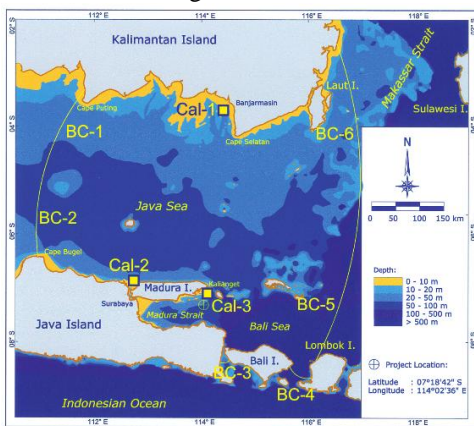 112° E 114° E 116° E 118° E
02° S
Kalimantan Island
Makassar Strait
Banjarmasin
Laut I.
Sulawesi I.
Cape Puting
Cal-1
04° S
BC-1
BC-6
Cape Selatan
N
BC-2
Java Sea
0 50 100 150 km
06° S
Cape Bugel
Cal-2
Depth:
0 - 10 m
10 - 20 m
20 - 50 m
50 - 100 m
100 - 500 m
> 500 m
Madura I.
Kalianget
BC-5
Surabaya
Cal-3
Madura Strait
Java Island
Bali Sea
08° S
Lombok I.
Bali I.
Project Location:
BC-3
BC-4
Latitude : 07°18'42" S
Longitude : 114°02'36" E
Indonesian Ocean
112° E 114° E 116° E 118° E